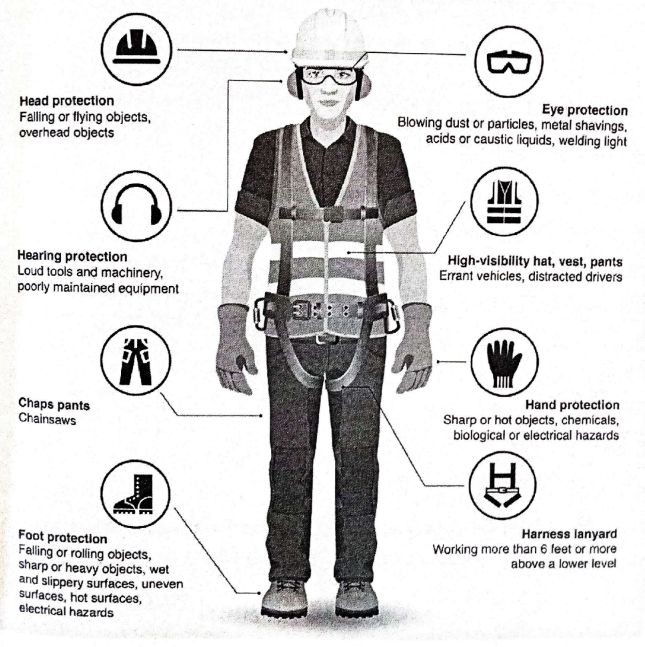 Head protection
Falling or flying objects,
overhead objects
Eye protection
Blowing dust or particles, metal shavings,
acids or caustic liquids, welding light
Hearing protection
Loud tools and machinery,
poorly maintained equipment
High-visibility hat, vest, pants
Errant vehicles, distracted drivers
Chaps pants
Chainsaws
Hand protection
Sharp or hot objects, chemicals,
biological or electrical hazards
Foot protection
Falling or rolling objects,
sharp or heavy objects, wet
and slippery surfaces, uneven
surfaces, hot surfaces,
electrical hazards
Harness lanyard
Working more than 6 feet or more
above a lower level